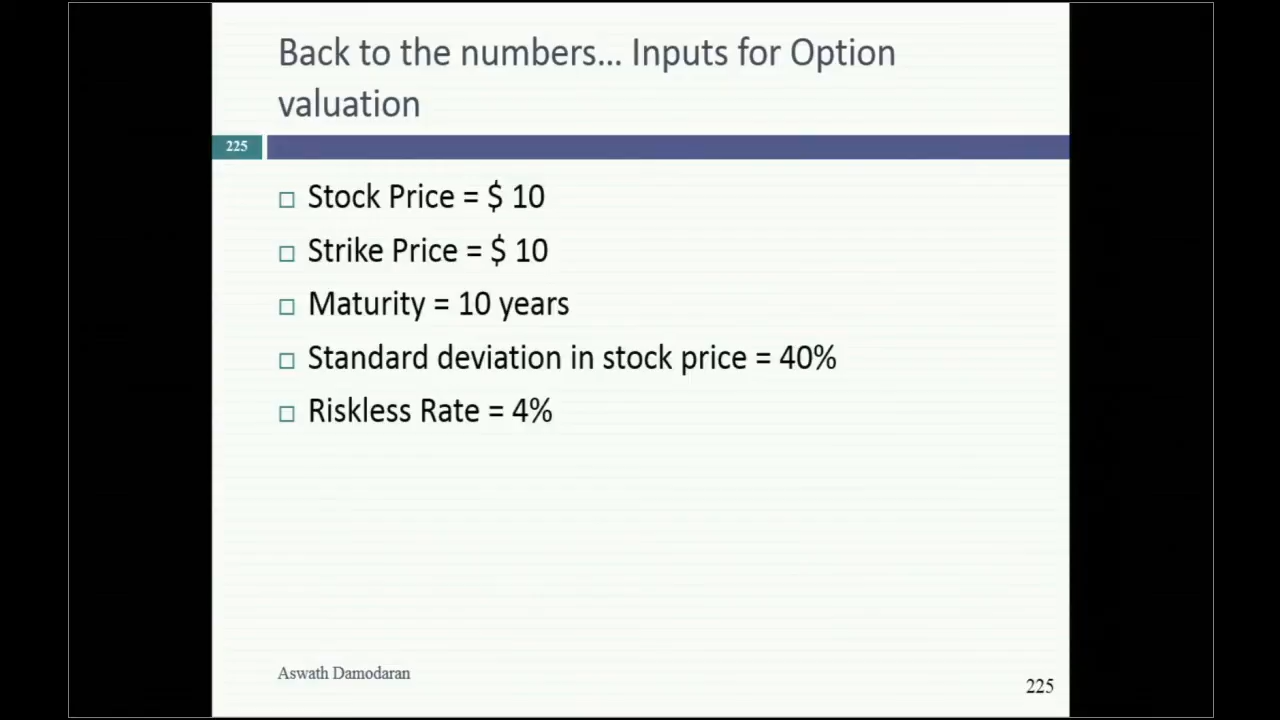 Back to the numbers... Inputs for Option
valuation
225
Stock Price = $ 10
Strike Price = $ 10
Maturity = 10 years
Standard deviation in stock price = 40%
Riskless Rate = 4%
Aswath Damodaran
225